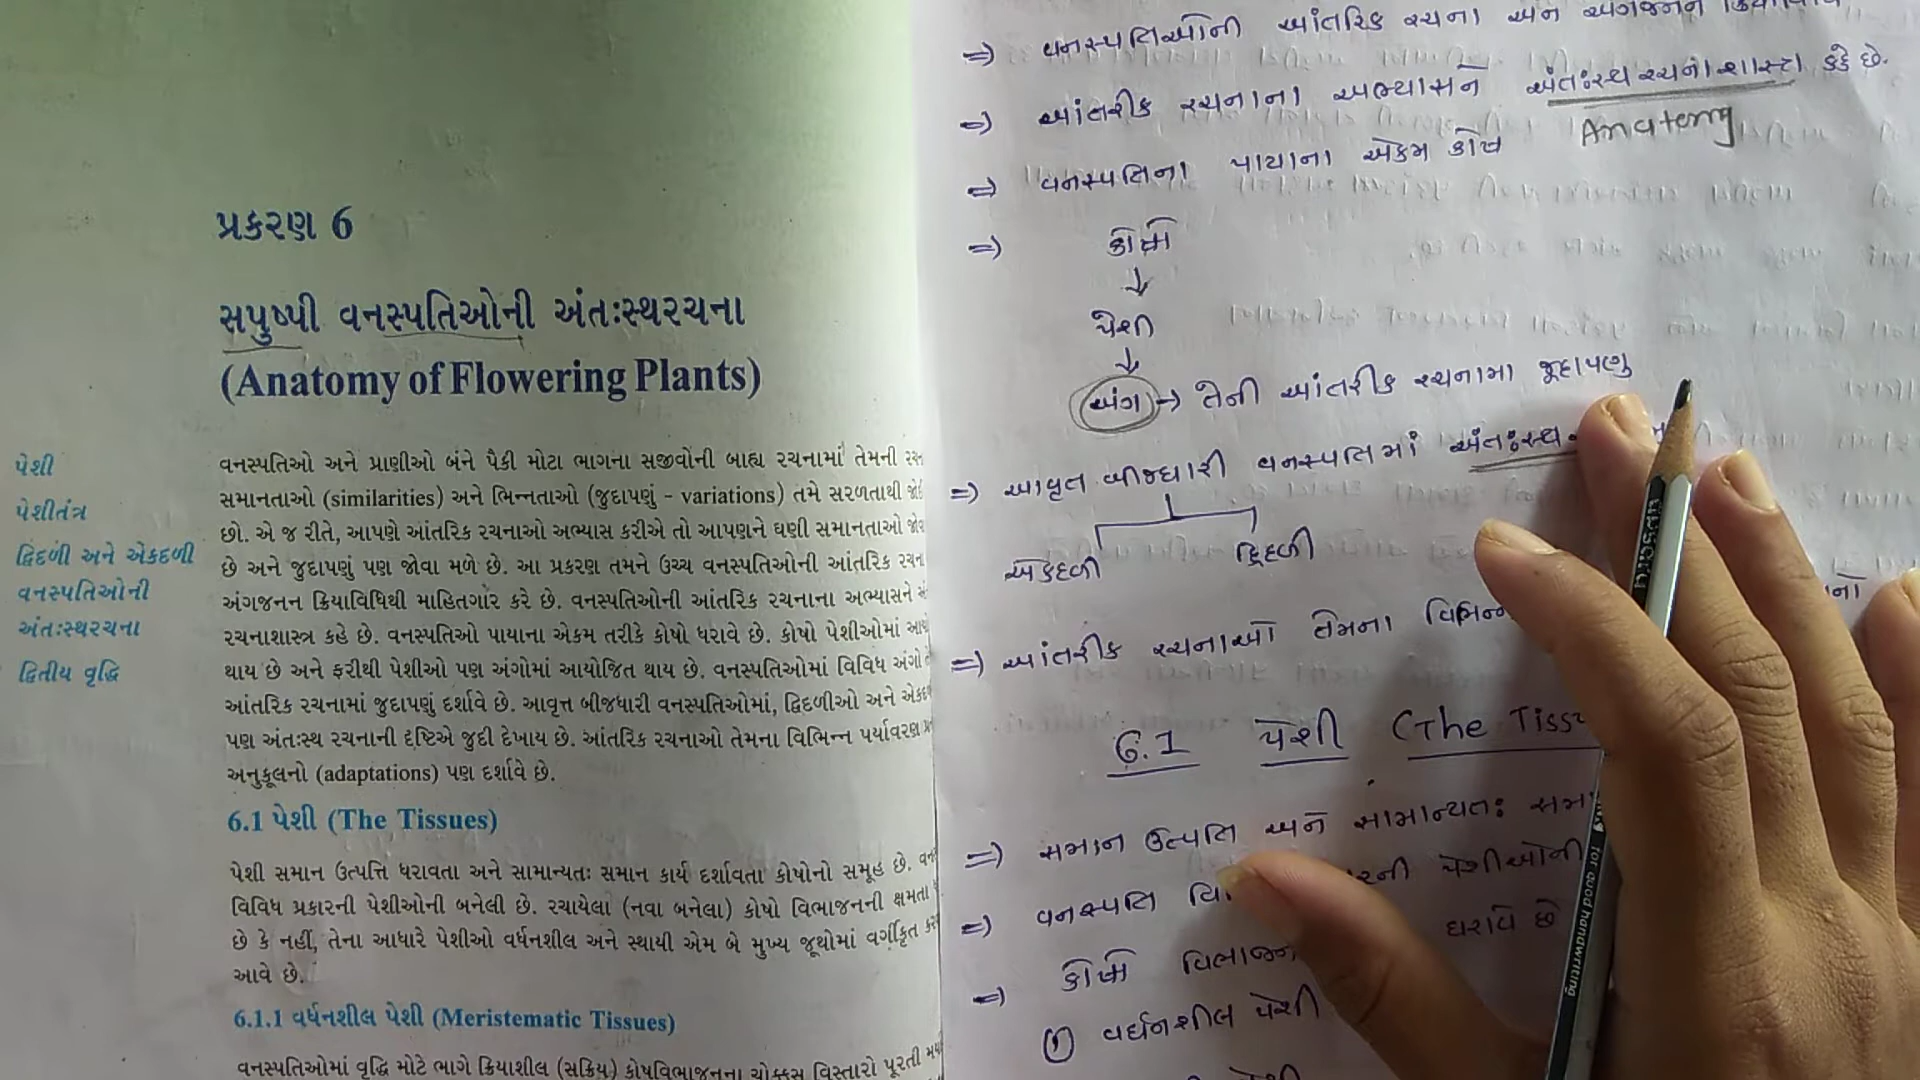 પ્રકરણ 6
સપુષ્પી વનસ્પતિઓની અંતઃસ્થરચના
(Anatomy of Flowering Plants)
પેશી
પેશીતંત્ર
દ્વિદળી અને એકદળી
વનસ્પતિઓની
અંતઃસ્થરચના
દ્વિતીય વૃદ્ધિ
વનસ્પતિઓ અને પ્રાણીઓ બંને પૈકી મોટા ભાગના સજીવોની બાહ્ય રચનામાં તેમની
સમાનતાઓ (similarities) અને ભિન્નતાઓ (જુદાપણું - variations) તમે સરળતાથી
છો. એ જ રીતે, આપણે આંતરિક રચનાઓ અભ્યાસ કરીએ તો આપણને ઘણી સમાનતાઓ
છે અને જુદાપણું પણ જોવા મળે છે. આ પ્રકરણ તમને ઉચ્ચ વનસ્પતિઓની આંતરિક
અંગજનન ક્રિયાવિધિથી માહિતગાર કરે છે. વનસ્પતિઓની આંતરિક રચનાના અભ્યાસને
રચનાશાસ્ત્ર કહે છે. વનસ્પતિઓ પાયાના એકમ તરીકે કોષો ધરાવે છે. કોષો પેશીઓમાં
થાય છે અને ફરીથી પેશીઓ પણ અંગોમાં આયોજિત થાય છે. વનસ્પતિઓમાં વિવિધ અંગો
આંતરિક રચનામાં જુદાપણું દર્શાવે છે. આવૃત્ત બીજધારી વનસ્પતિઓમાં, દ્વિદળીઓ અને
પણ અંતઃસ્થ રચનાની દૃષ્ટિએ જુદી દેખાય છે. આંતરિક રચનાઓ તેમના વિભિન્ન પર્યાવરણ
અનુકૂલનો (adaptations) પણ દર્શાવે છે.
6.1 પેશી (The Tissues)
પેશી સમાન ઉત્પત્તિ ધરાવતા અને સામાન્યતઃ સમાન કાર્ય દર્શાવતા કોષોનો સમૂહ છે.
વિવિધ પ્રકારની પેશીઓની બનેલી છે. રચાયેલા (નવા બનેલા) કોષો વિભાજનની ક્ષમતા
છે કે નહીં, તેના આધારે પેશીઓ વર્ધનશીલ અને સ્થાયી એમ બે મુખ્ય જૂથોમાં વર્ગીકૃત
આવે છે.
6.1.1 વર્ધનશીલ પેશી (Meristematic Tissues)
વનસ્પતિઓમાં વૃદ્ધિ મોટે ભાગે ક્રિયાશીલ (સક્રિય) કોષવિભાજનના ચોક્કસ વિસ્તારો પૂરતી
⇒ વનસ્પતિઓની આંતરિક રચના અને અંગજનન
⇒ આંતરીક રચનાના અભ્યાસને અંતઃસ્થ રચનાશાસ્ત્ર કહે છે.
Anatemy
⇒ વનસ્પતિના પાયાના એકમ કોષ
⇒ કોષો
↓
પેશી
↓
અંગ → તેની આંતરીક રચનામા જૂદાપણુ
⇒ આવૃત બીજધારી વનસ્પતિમાં અંતઃસ્થ
એકદળી દ્વિદળી
⇒ આંતરીક રચનાઓ તેમના
6.1 પેશી (The
⇒ સમાન ઉત્પતિ અને સામાન્યતઃ
⇒ વનસ્પતિ પેશીઓની
⇒ કોષો ધરાવે છે
① વર્ધનશીલ પેશી
for good handwriting